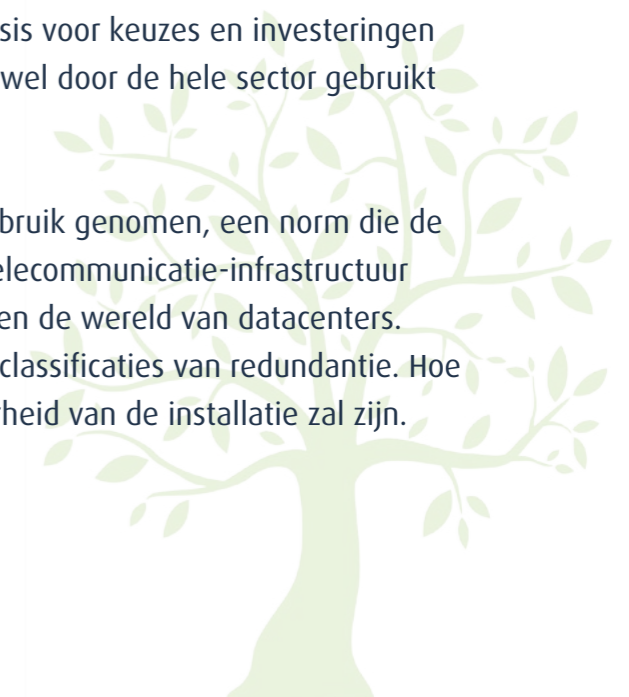 sis voor keuzes en investeringen
wel door de hele sector gebruikt
bruik genomen, een norm die de
elecommunicatie-infrastructuur
en de wereld van datacenters.
classificaties van redundantie. Hoe
heid van de installatie zal zijn.